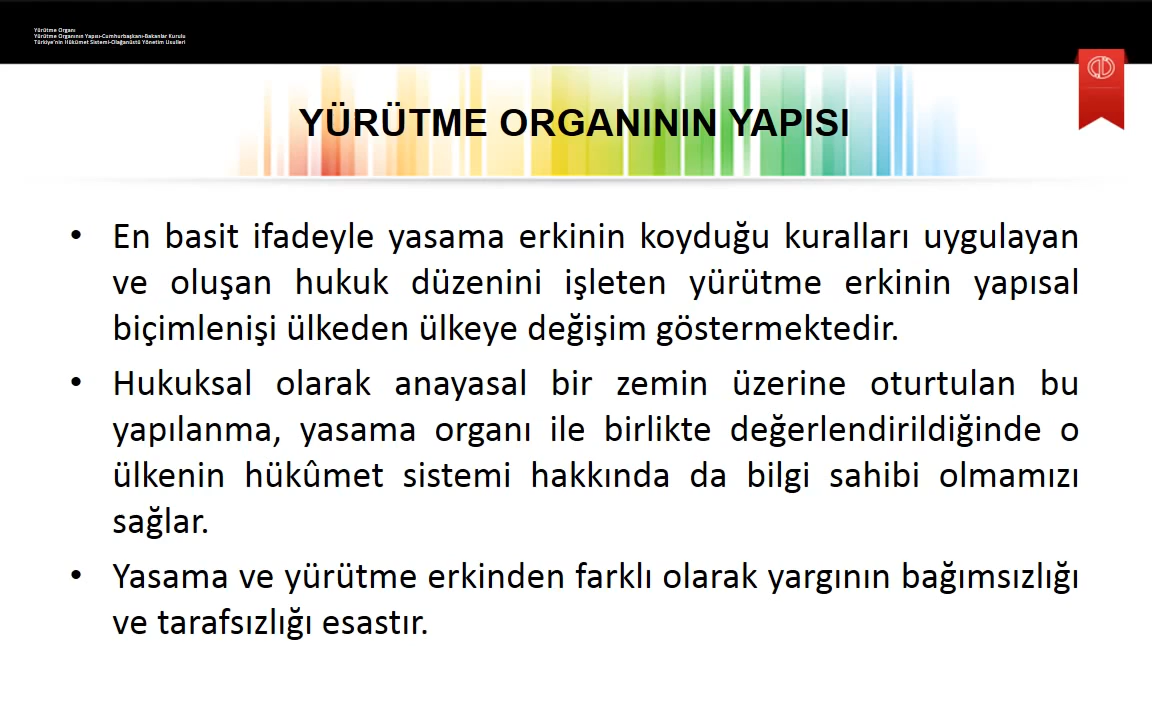 Yürütme Organı
Yürütme Organının Yapısı-Cumhurbaşkanı-Bakanlar Kurulu
Türkiye'nin Hükümet Sistemi-Olağanüstü Yönetim Usulleri
YÜRÜTME ORGANININ YAPISI
• En basit ifadeyle yasama erkinin koyduğu kuralları uygulayan
ve oluşan hukuk düzenini işleten yürütme erkinin yapısal
biçimlenişi ülkeden ülkeye değişim göstermektedir.
• Hukuksal olarak anayasal bir zemin üzerine oturtulan bu
yapılanma, yasama organı ile birlikte değerlendirildiğinde o
ülkenin hükûmet sistemi hakkında da bilgi sahibi olmamızı
sağlar.
• Yasama ve yürütme erkinden farklı olarak yargının bağımsızlığı
ve tarafsızlığı esastır.